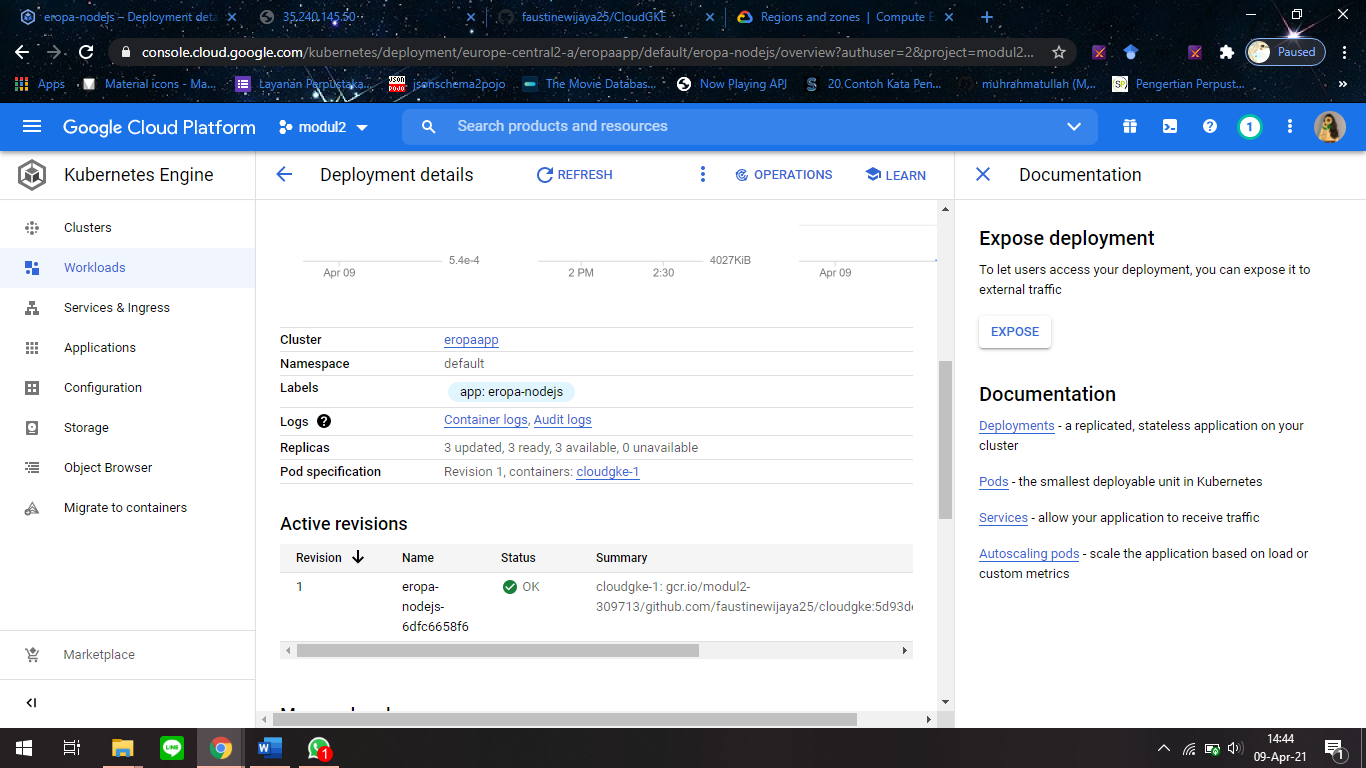 eropa-nodejs – Deployment deta
35.240.145.50
faustinewijaya25/CloudGKE
Regions and zones | Compute E
console.cloud.google.com/kubernetes/deployment/europe-central2-a/eropaapp/default/eropa-nodejs/overview?authuser=2&project=modul2...
Paused
Apps
Material icons - Ma...
Layanan Perpustaka...
JSON
POJO
jsonschema2pojo
The Movie Databas...
Now Playing API
20 Contoh Kata Pen...
muhrahmatullah (M...
Pengertian Perpust...
Google Cloud Platform
modul2
Search products and resources
1
Kubernetes Engine
Clusters
Workloads
Services & Ingress
Applications
Configuration
Storage
Object Browser
Migrate to containers
Marketplace
Deployment details
REFRESH
OPERATIONS
LEARN
Apr 09
5.4e-4
2 PM
2:30
4027KiB
Apr 09
Cluster
eropaapp
Namespace
default
Labels
app: eropa-nodejs
Logs
Container logs, Audit logs
Replicas
3 updated, 3 ready, 3 available, 0 unavailable
Pod specification
Revision 1, containers: cloudgke-1
Active revisions
Revision
Name
Status
Summary
1
eropa-
nodejs-
6dfc6658f6
OK
cloudgke-1: gcr.io/modul2-
309713/github.com/faustinewijaya25/cloudgke:5d93d
Documentation
Expose deployment
To let users access your deployment, you can expose it to
external traffic
EXPOSE
Documentation
Deployments - a replicated, stateless application on your
cluster
Pods - the smallest deployable unit in Kubernetes
Services - allow your application to receive traffic
Autoscaling pods - scale the application based on load or
custom metrics
1
14:44
09-Apr-21
1